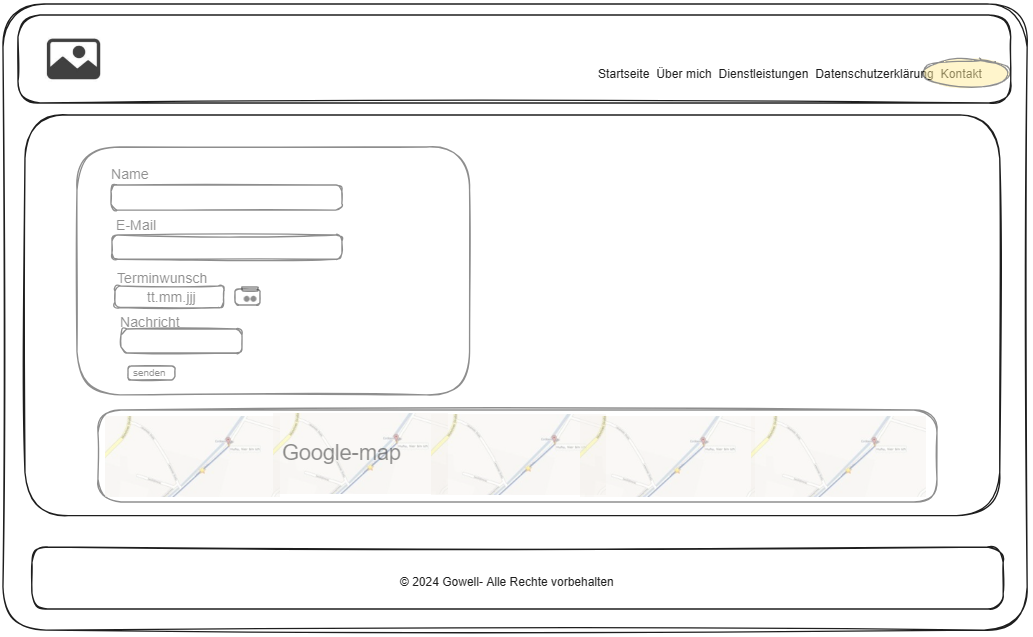 Startseite Über mich Dienstleistungen Datenschutzerklärung Kontakt
Name
E-Mail
Terminwunsch
tt.mm.jjj
Nachricht
senden
Google-map
© 2024 Gowell- Alle Rechte vorbehalten